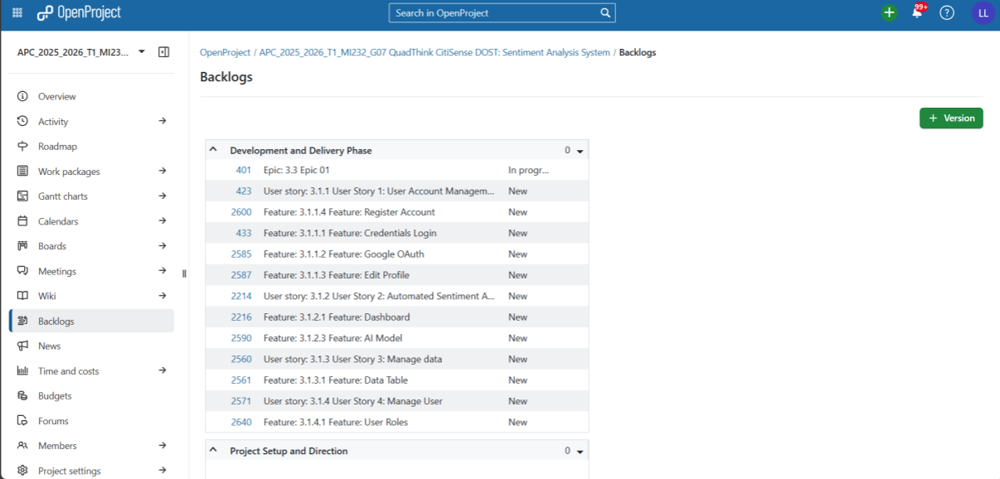 OpenProject
Search in OpenProject
99+
LL
APC_2025_2026_T1_MI23...
OpenProject / APC_2025_2026_T1_MI232_G07 QuadThink CitiSense DOST: Sentiment Analysis System / Backlogs
Backlogs
+ Version
Overview
Activity
Roadmap
Work packages
Gantt charts
Calendars
Boards
Meetings
Wiki
Backlogs
News
Time and costs
Budgets
Forums
Members
Project settings
Development and Delivery Phase 0
401 Epic: 3.3 Epic 01 In progr...
423 User story: 3.1.1 User Story 1: User Account Managem... New
2600 Feature: 3.1.1.4 Feature: Register Account New
433 Feature: 3.1.1.1 Feature: Credentials Login New
2585 Feature: 3.1.1.2 Feature: Google OAuth New
2587 Feature: 3.1.1.3 Feature: Edit Profile New
2214 User story: 3.1.2 User Story 2: Automated Sentiment A... New
2216 Feature: 3.1.2.1 Feature: Dashboard New
2590 Feature: 3.1.2.3 Feature: AI Model New
2560 User story: 3.1.3 User Story 3: Manage data New
2561 Feature: 3.1.3.1 Feature: Data Table New
2571 User story: 3.1.4 User Story 4: Manage User New
2640 Feature: 3.1.4.1 Feature: User Roles New
Project Setup and Direction 0